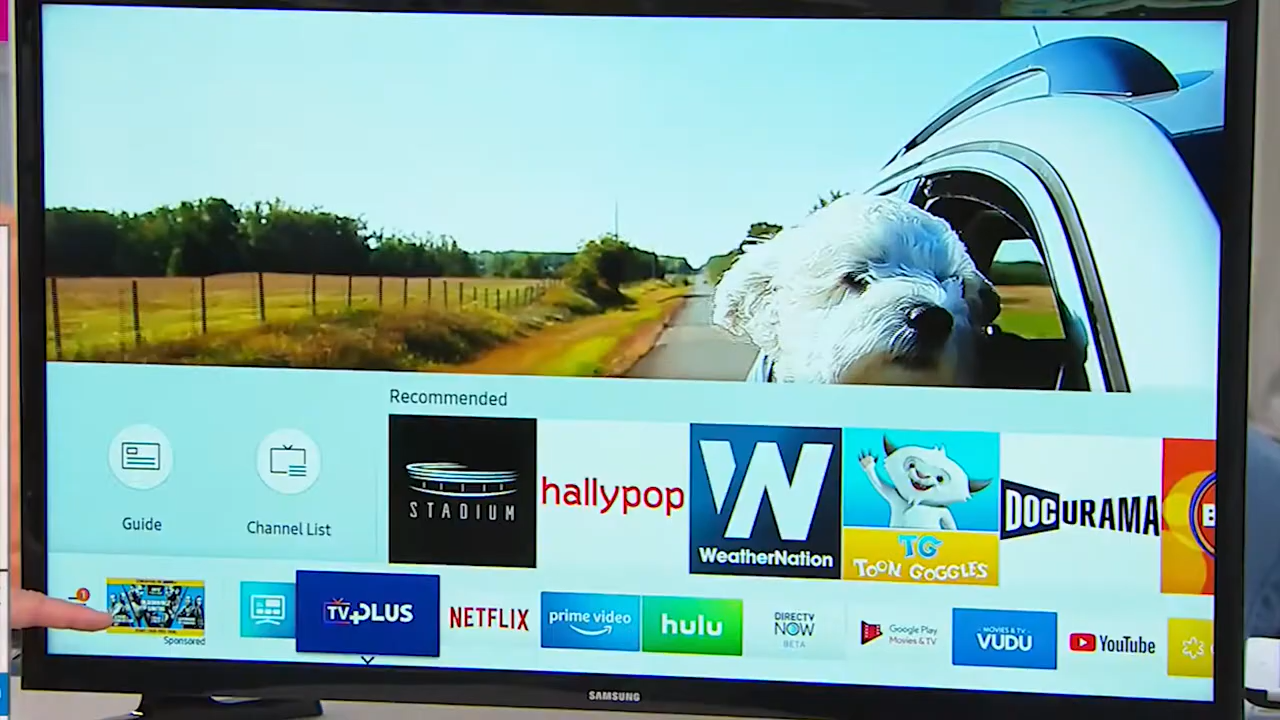 Recommended
STADIUM
hallypop
WeatherNation
TG
TOON GOGGLES
DOCURAMA
Guide
Channel List
Sponsored
TV PLUS
NETFLIX
prime video
hulu
DIRECTV
NOW
BETA
Google Play
Movies & TV
MOVIES & TV
VUDU
YouTube
SAMSUNG